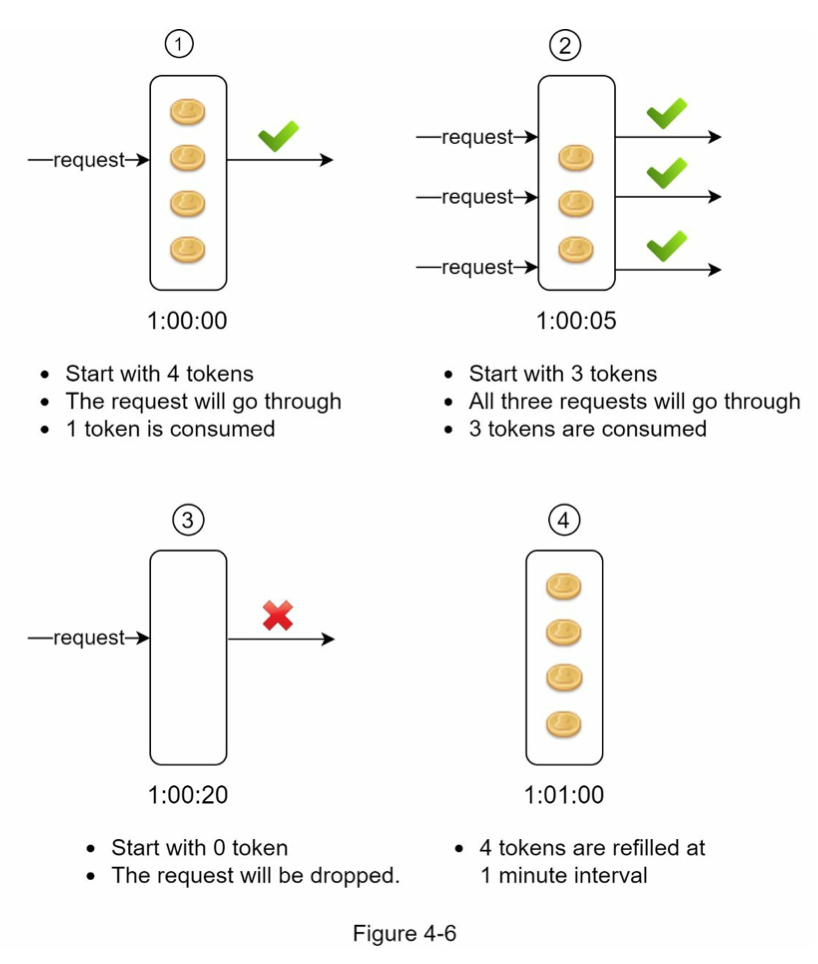 1
request
1:00:00
• Start with 4 tokens
• The request will go through
• 1 token is consumed
2
request
request
request
1:00:05
• Start with 3 tokens
• All three requests will go through
• 3 tokens are consumed
3
request
1:00:20
• Start with 0 token
• The request will be dropped.
4
1:01:00
• 4 tokens are refilled at
1 minute interval
Figure 4-6